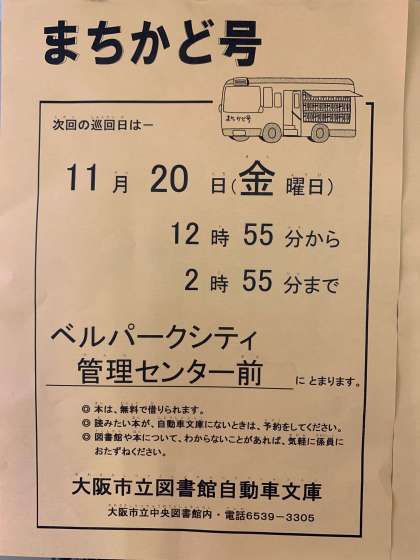 まちかど号
まちかど号
次回の巡回日は－
11月 20 日(金曜日)
12時 55 分から
2時 55 分まで
ベルパークシティ
管理センター前 に とまります。
◎ 本は、無料で借りられます。
◎ 読みたい本が、自動車文庫にないときは、予約をしてください。
◎ 図書館や本について、わからないことがあれば、気軽に係員に
おたずねください。
大阪市立図書館自動車文庫
大阪市立中央図書館内・電話6539－3305